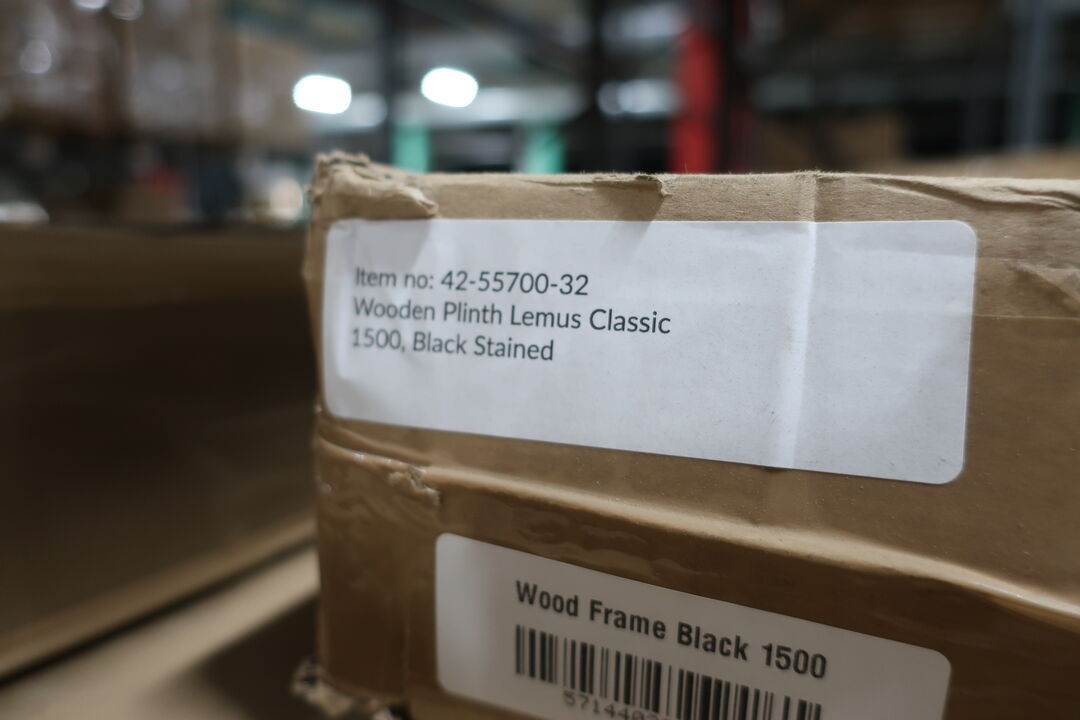 Item no: 42-55700-32
Wooden Plinth Lemus Classic
1500, Black Stained
Wood Frame Black 1500